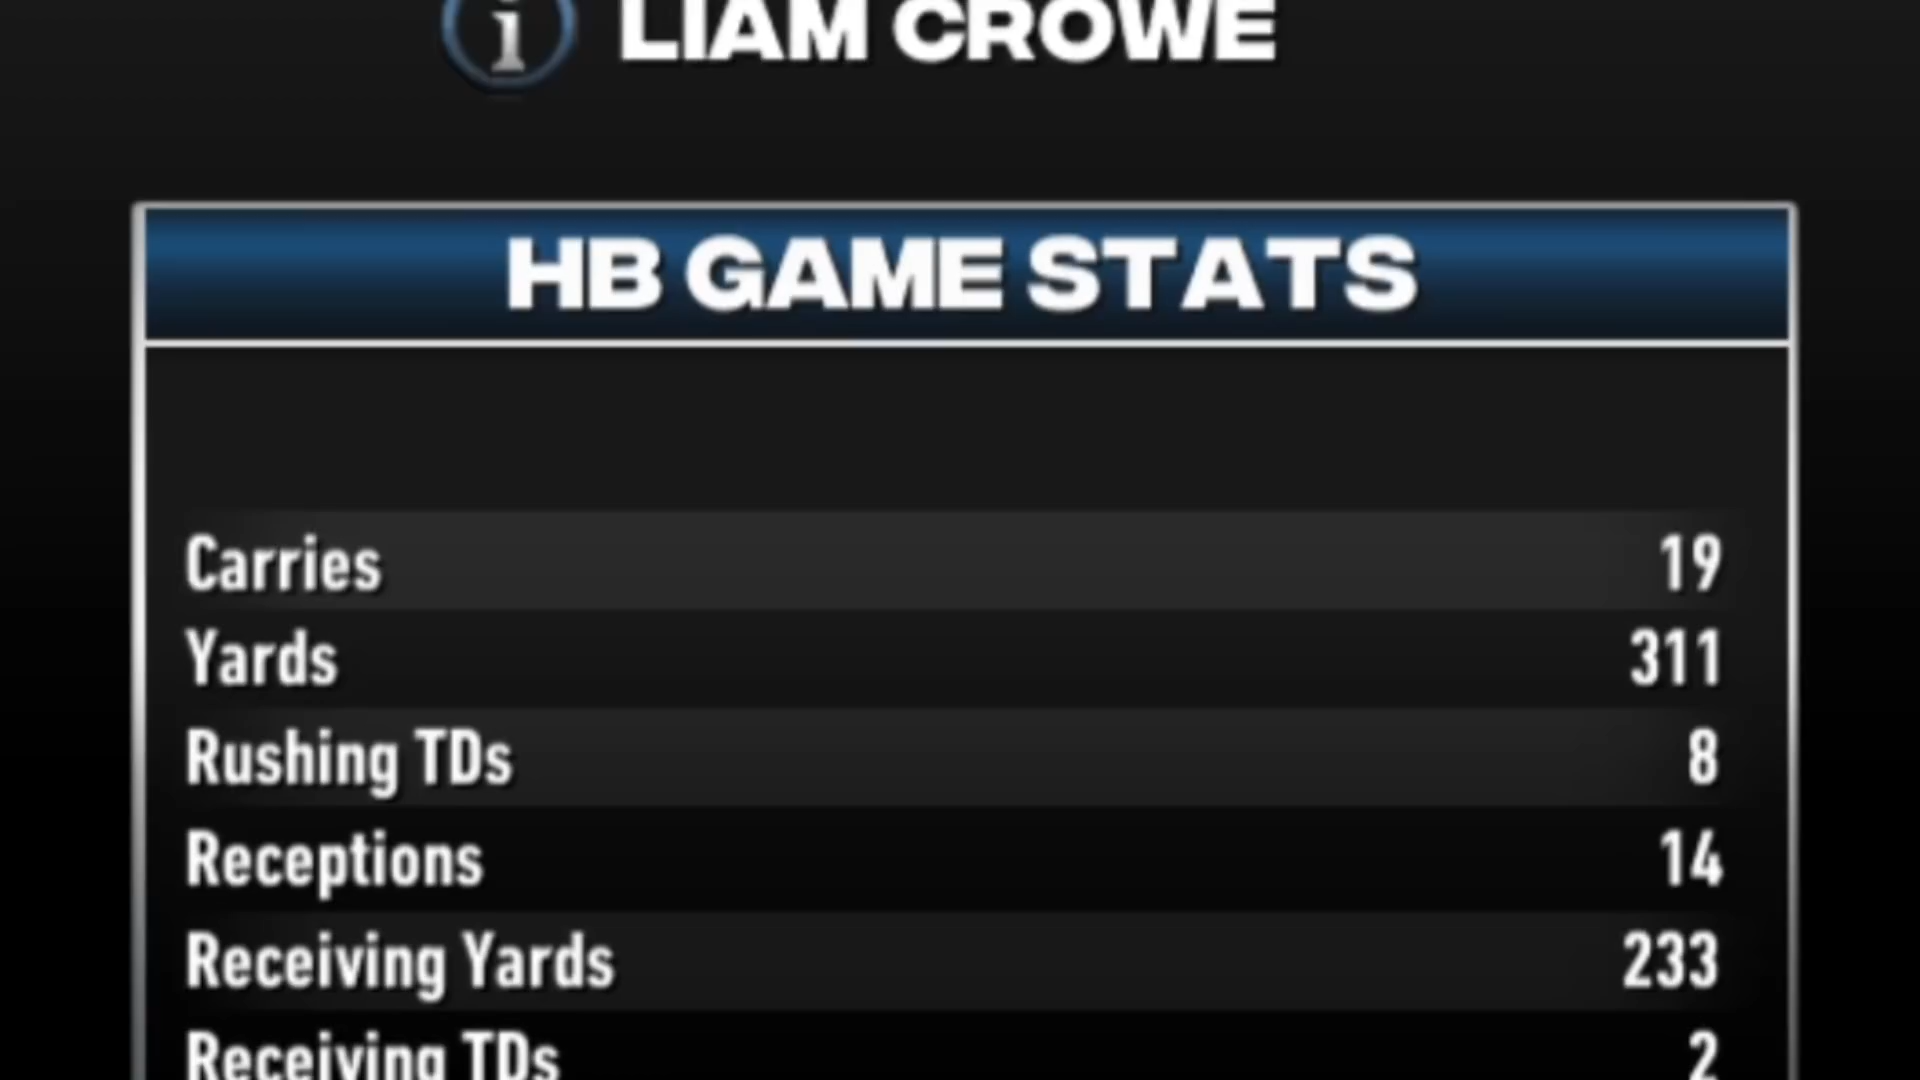 i LIAM CROWE
HB GAME STATS
Carries 19
Yards 311
Rushing TDs 8
Receptions 14
Receiving Yards 233
Receiving TDs 2